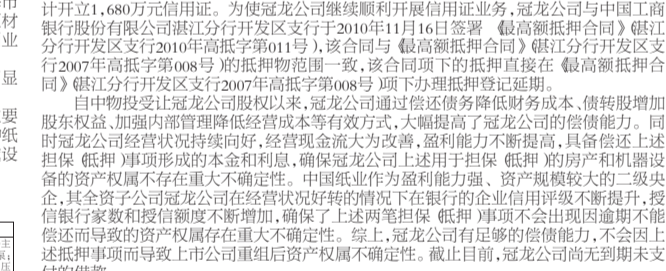 计开立1,680万元信用证。为使冠龙公司继续顺利开展信用证业务，冠龙公司与中国工商
银行股份有限公司湛江分行开发区支行于2010年11月16日签署《最高额抵押合同》（湛江
分行开发区支行2010年高抵字第011号），该合同与《最高额抵押合同》（湛江分行开发区支
行2007年高抵字第008号）的抵押物范围一致，该合同项下的抵押直接在《最高额抵押合
同》（湛江分行开发区支行2007年高抵字第008号）项下办理抵押登记延期。
自中物投受让冠龙公司股权以来，冠龙公司通过偿还债务降低财务成本、债转股增加
股东权益、加强内部管理降低经营成本等有效方式，大幅提高了冠龙公司的偿债能力。同
时冠龙公司经营状况持续向好，经营现金流大为改善，盈利能力不断提高，具备偿还上述
担保（抵押）事项形成的本金和利息，确保冠龙公司上述用于担保（抵押）的房产和机器设
备的资产权属不存在重大不确定性。中国纸业作为盈利能力强、资产规模较大的二级央
企，其全资子公司冠龙公司在经营状况好转的情况下在银行的企业信用评级不断提升，授
信银行家数和授信额度不断增加，确保了上述两笔担保（抵押）事项不会出现因逾期不能
偿还而导致的资产权属存在重大不确定性。综上，冠龙公司有足够的偿债能力，不会因上
述抵押事项而导致上市公司重组后资产权属不确定性。截止目前，冠龙公司尚无到期未支
付的借款